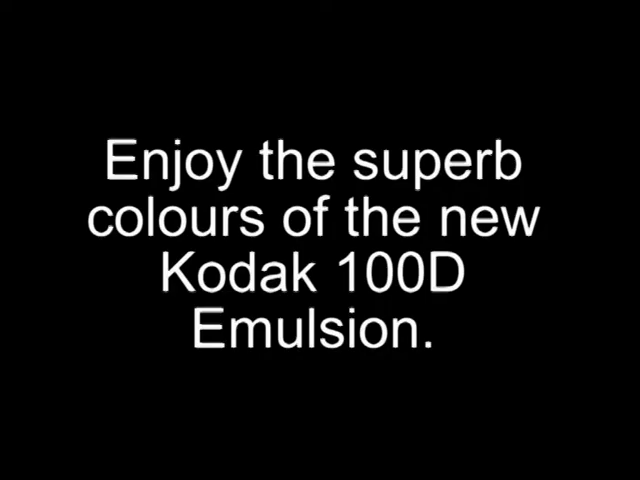 Enjoy the superb
colours of the new
Kodak 100D
Emulsion.